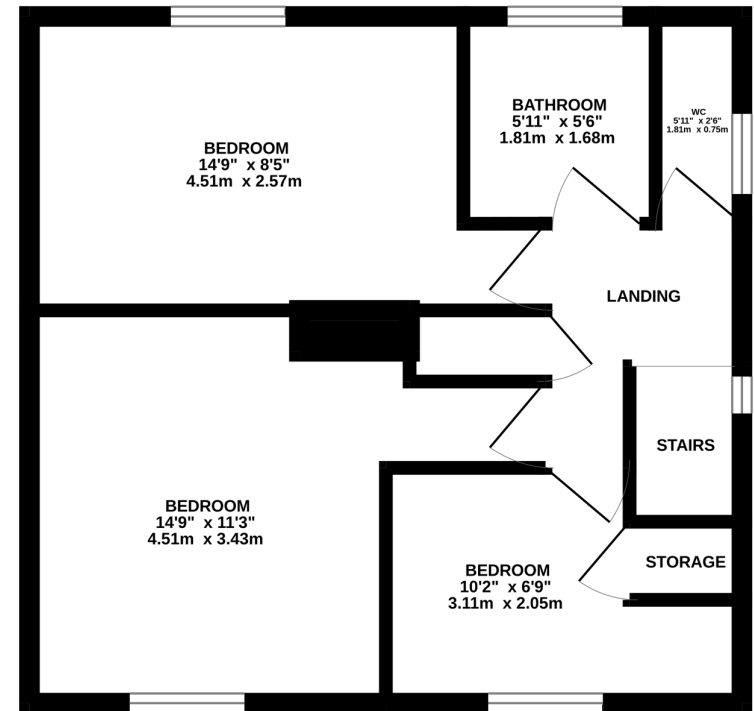 BEDROOM
14'9" x 8'5"
4.51m x 2.57m
BATHROOM
5'11" x 5'6"
1.81m x 1.68m
WC
5'11" x 2'6"
1.81m x 0.75m
LANDING
STAIRS
BEDROOM
14'9" x 11'3"
4.51m x 3.43m
STORAGE
BEDROOM
10'2" x 6'9"
3.11m x 2.05m